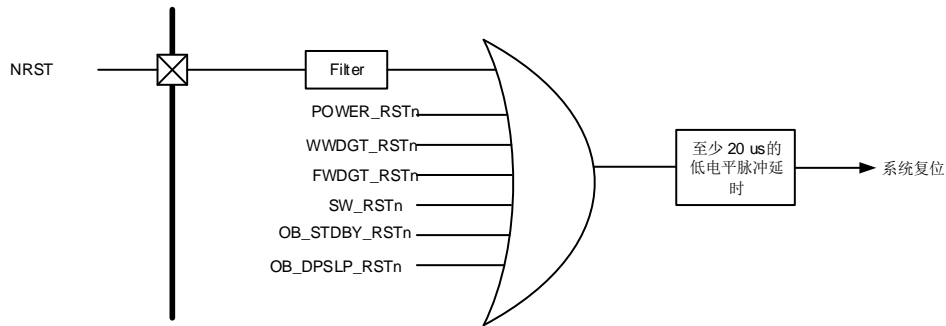 NRST
Filter
POWER_RSTn
WWDGT_RSTn
FWDGT_RSTn
SW_RSTn
OB_STDBY_RSTn
OB_DPSLP_RSTn
至少 20 us的
低电平脉冲延
时
系统复位